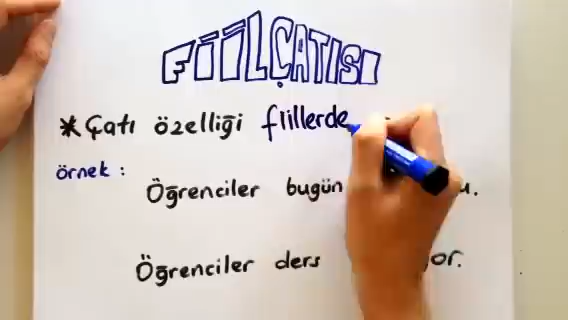 FİİLÇATISI
*Çatı özelliği fiillerde
örnek :
Öğrenciler bugün
Öğrenciler ders